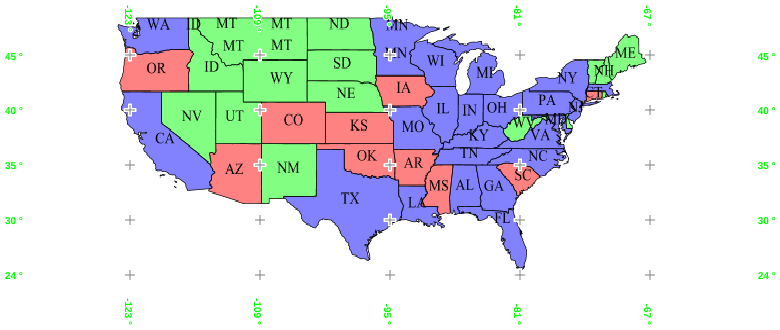 -123 °
-109 °
-95 °
-81 °
-67 °
WA ID MT MT ND MN
MT MT MN
45 ° OR ID SD WI MI NY NH ME 45 °
WY IA
NV UT NE IL IN OH PA
40 ° CO KS MO WV MD 40 °
CA KY VA
OK TN NC
35 ° AZ NM AR SC 35 °
TX MS AL GA
LA
30 ° FL 30 °
24 ° 24 °
-123 °
-109 °
-95 °
-81 °
-67 °